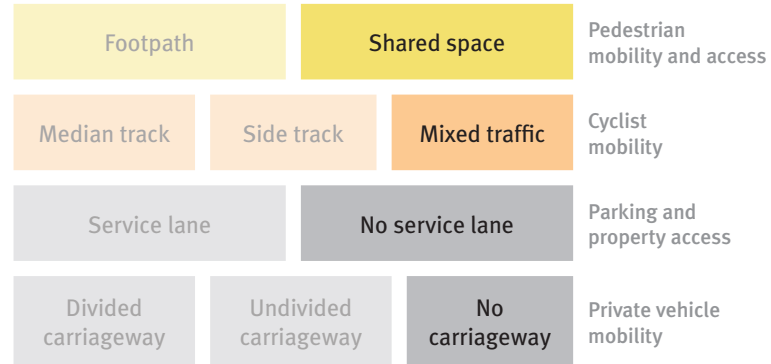 Footpath
Shared space
Pedestrian
mobility and access
Median track
Side track
Mixed traffic
Cyclist
mobility
Service lane
No service lane
Parking and
property access
Divided
carriageway
Undivided
carriageway
No
carriageway
Private vehicle
mobility